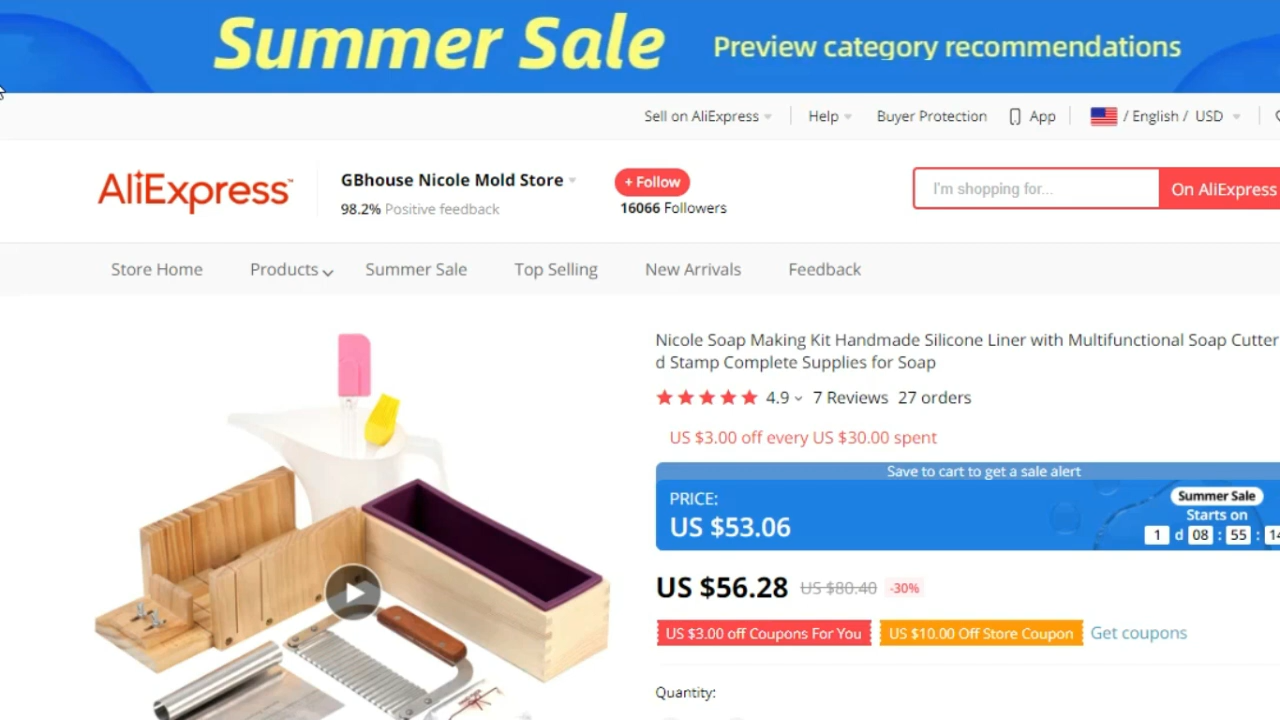 Summer Sale Preview category recommendations
Sell on AliExpress Help Buyer Protection App / English / USD
AliExpress™ GBhouse Nicole Mold Store + Follow I'm shopping for... On AliExpress
98.2% Positive feedback 16066 Followers
Store Home Products Summer Sale Top Selling New Arrivals Feedback
Nicole Soap Making Kit Handmade Silicone Liner with Multifunctional Soap Cutter
d Stamp Complete Supplies for Soap
4.9 7 Reviews 27 orders
US $3.00 off every US $30.00 spent
Save to cart to get a sale alert
PRICE: Summer Sale
US $53.06 Starts on
1 d 08 : 55 : 14
US $56.28 US $80.40 -30%
US $3.00 off Coupons For You US $10.00 Off Store Coupon Get coupons
Quantity: